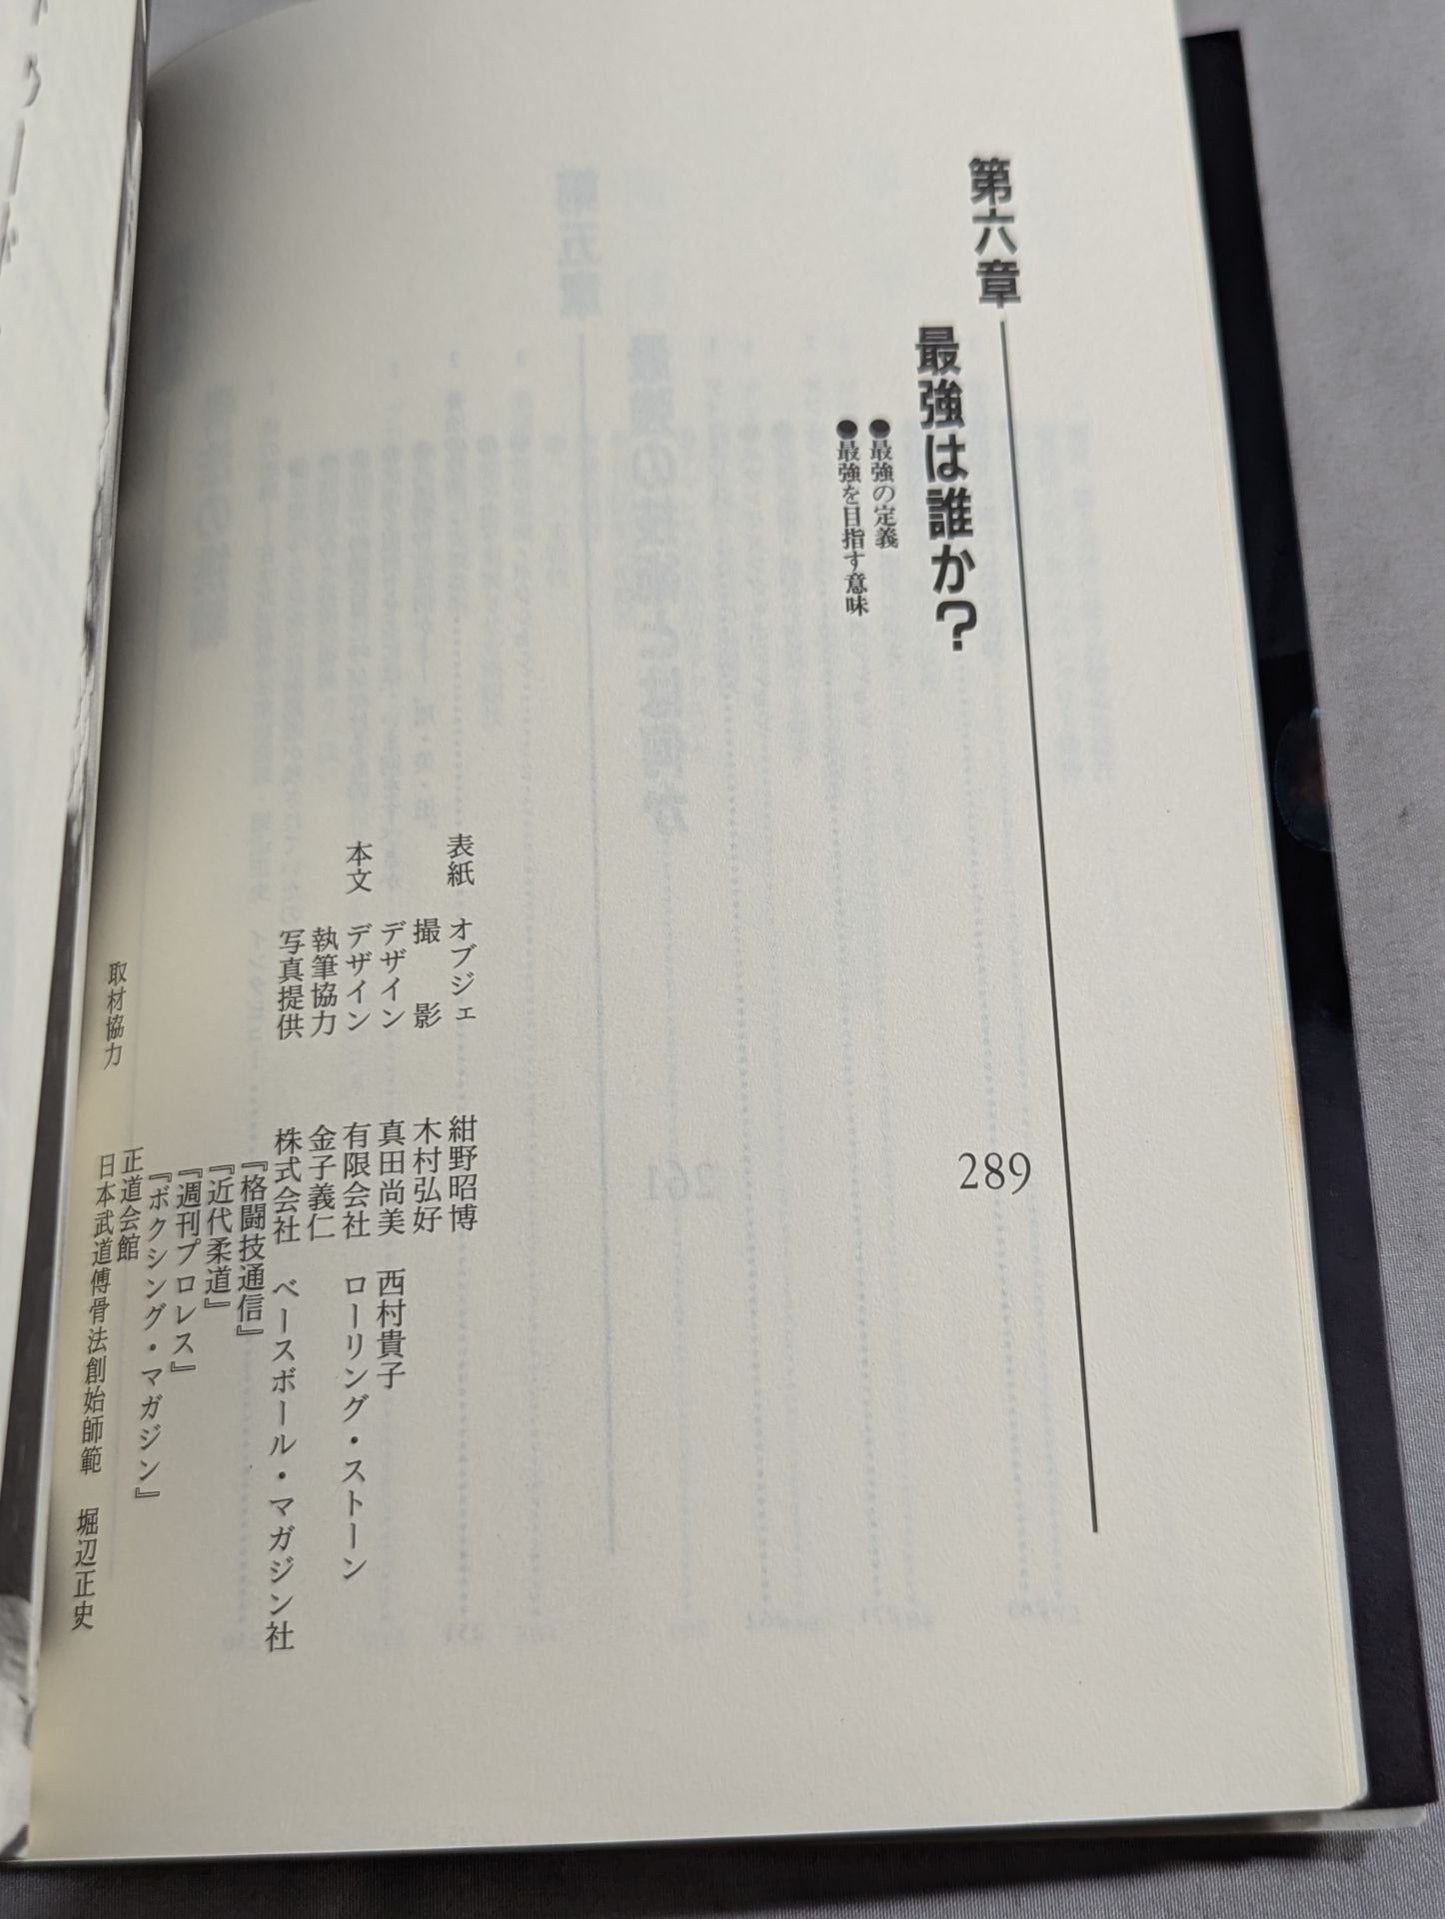 第六章
最強は誰か？
289
●最強の定義
●最強を目指す意味
表紙　オブジェ　紺野昭博
撮　影　木村弘好
デザイン　真田尚美　西村貴子
本文　デザイン　有限会社　ローリング・ストーン
執筆協力　金子義仁
写真提供　株式会社　ベースボール・マガジン社
『格闘技通信』
『近代柔道』
『週刊プロレス』
『ボクシング・マガジン』
取材協力　正道会館
日本武道傳骨法創始師範　堀辺正史